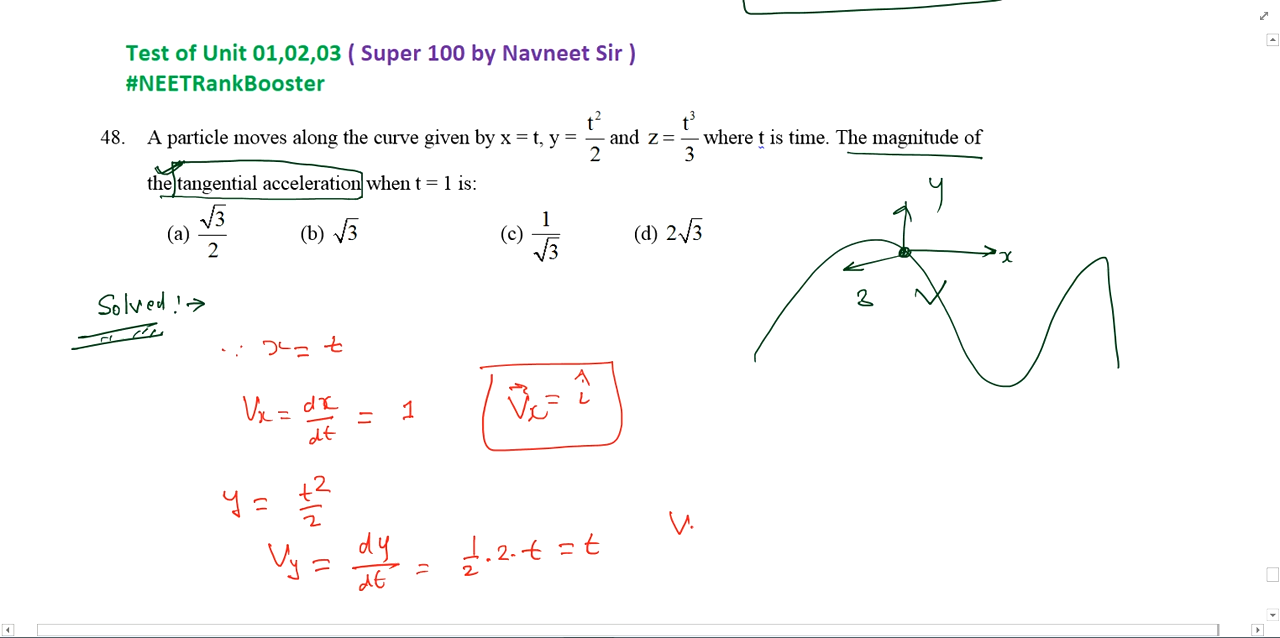 Test of Unit 01,02,03 ( Super 100 by Navneet Sir )
#NEETRankBooster
48. A particle moves along the curve given by x = t, y = t²/2 and z = t³/3 where t is time. The magnitude of
the tangential acceleration when t = 1 is:
(a) √3/2 (b) √3 (c) 1/√3 (d) 2√3
y
x
3
Solved! →
∵ x = t
Vx = dx/dt = 1
V⃗x = î
y = t²/2
Vy = dy/dt = 1/2 . 2 . t = t
V